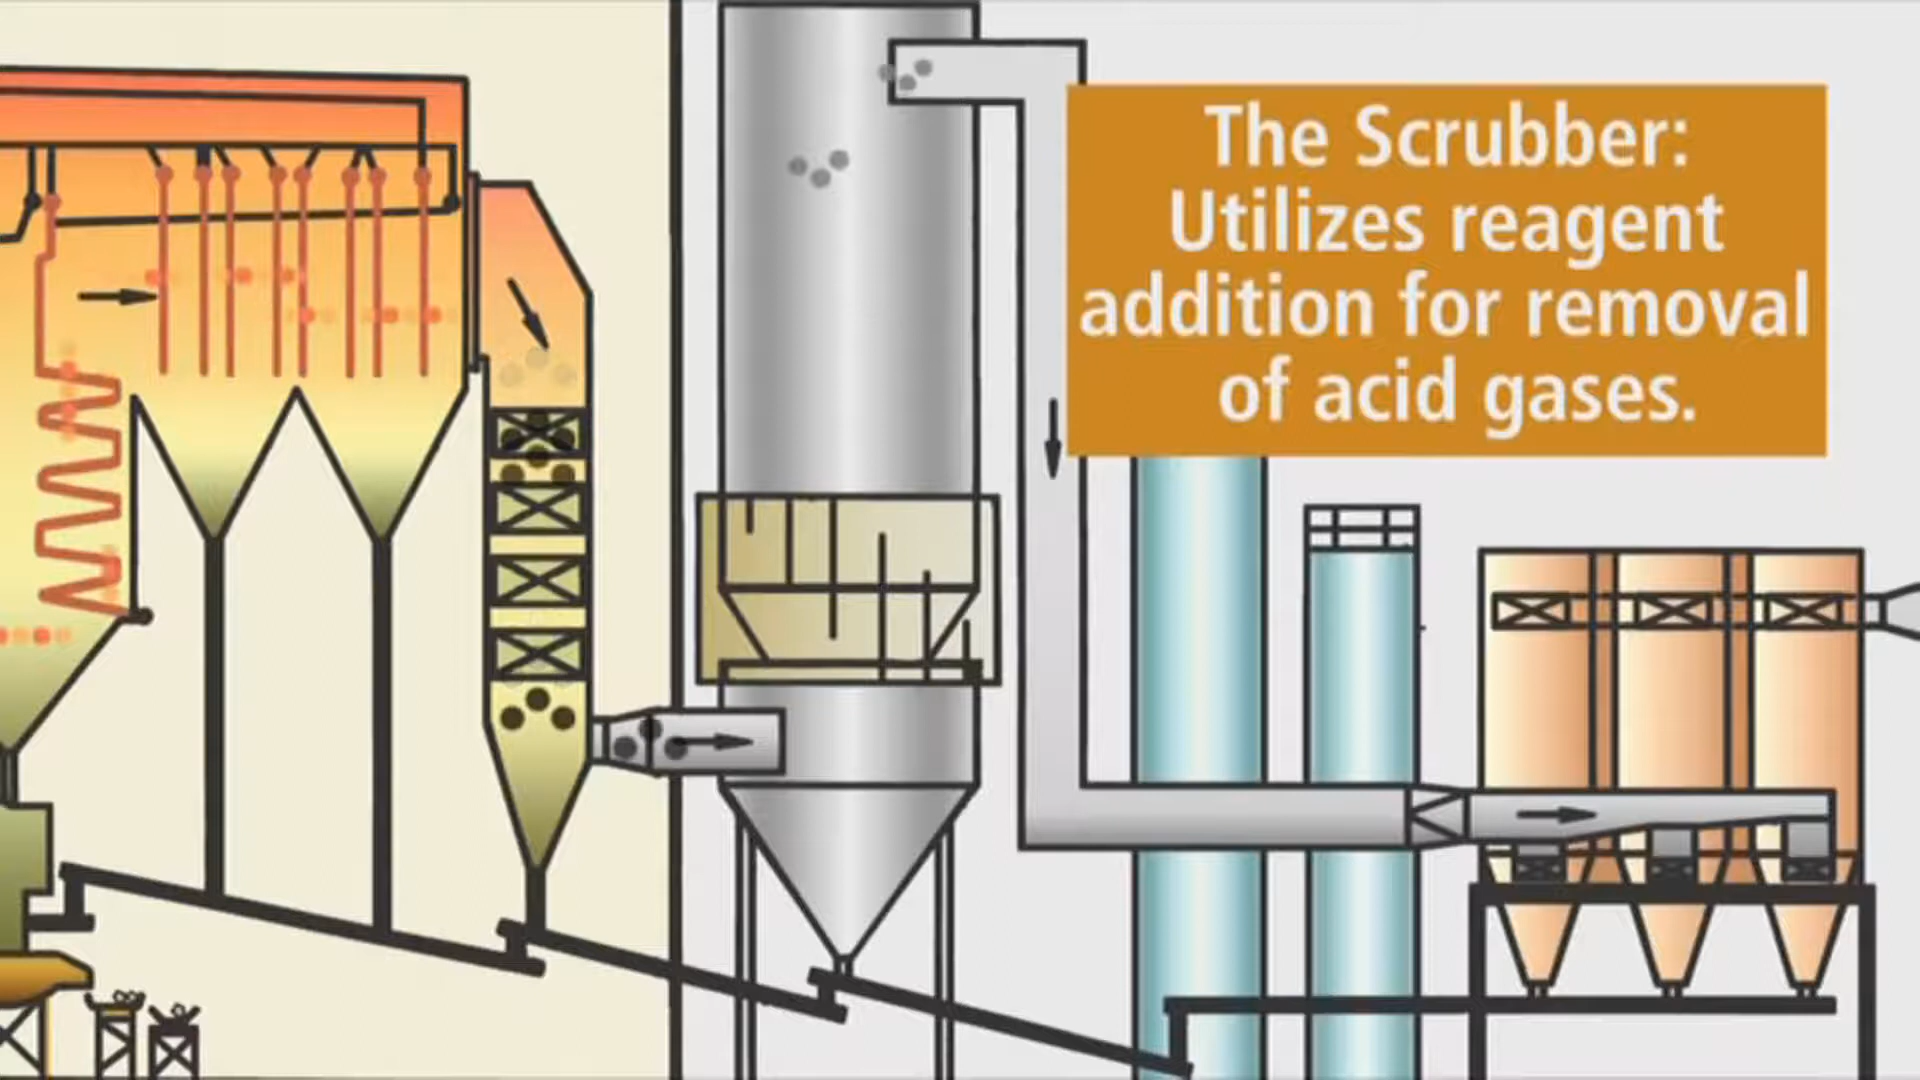 The Scrubber:
Utilizes reagent
addition for removal
of acid gases.